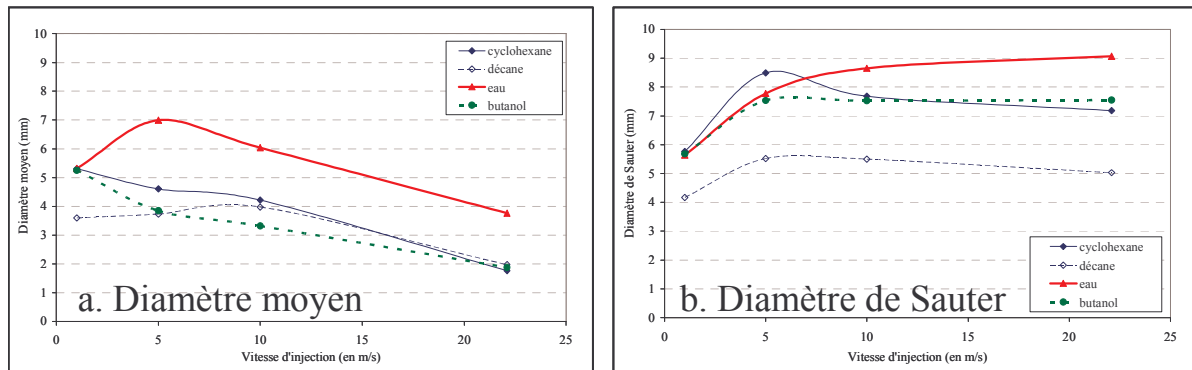 Diamètre moyen (mm)
10
9
8
7
6
5
4
3
2
1
0
cyclohexane
décane
eau
butanol
a. Diamètre moyen
0
5
10
15
20
25
Vitesse d'injection (en m/s)
Diamètre de Sauter (mm)
10
9
8
7
6
5
4
3
2
1
0
cyclohexane
décane
eau
butanol
b. Diamètre de Sauter
0
5
10
15
20
25
Vitesse d'injection (en m/s)